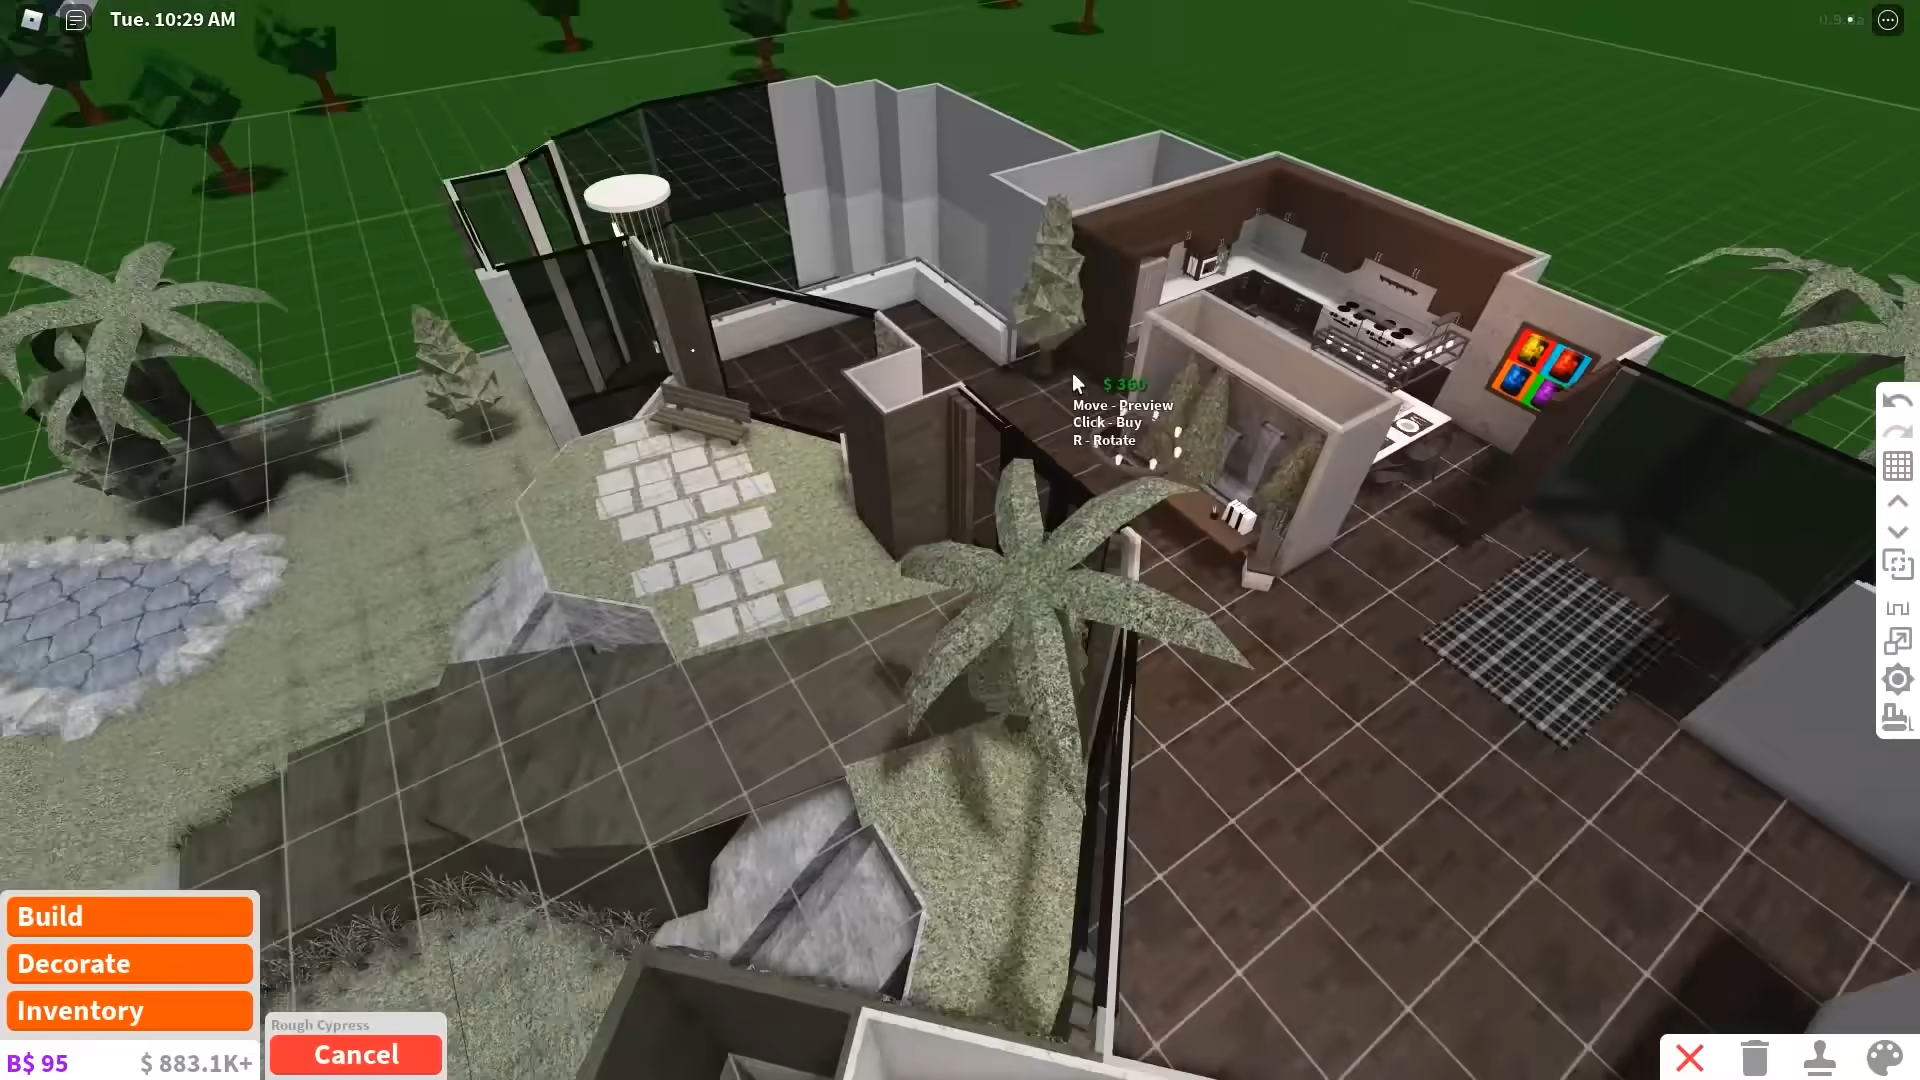 Tue. 10:29 AM
$ 360
Move - Preview
Click - Buy
R - Rotate
Build
Decorate
Inventory
Rough Cypress
Cancel
B$ 95
$ 883.1K+